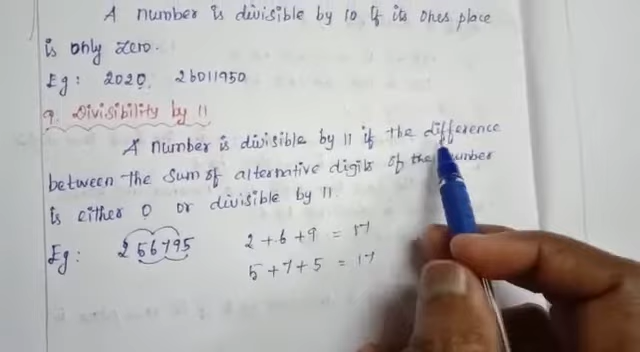 A number is divisible by 10 if its ones place
is only zero.
Eg: 2020, 26011950
9. Divisibility by 11
A number is divisible by 11 if the difference
between the sum of alternative digits of the number
is either 0 or divisible by 11.
Eg: 256795 2+6+9 = 17
5+7+5 = 17